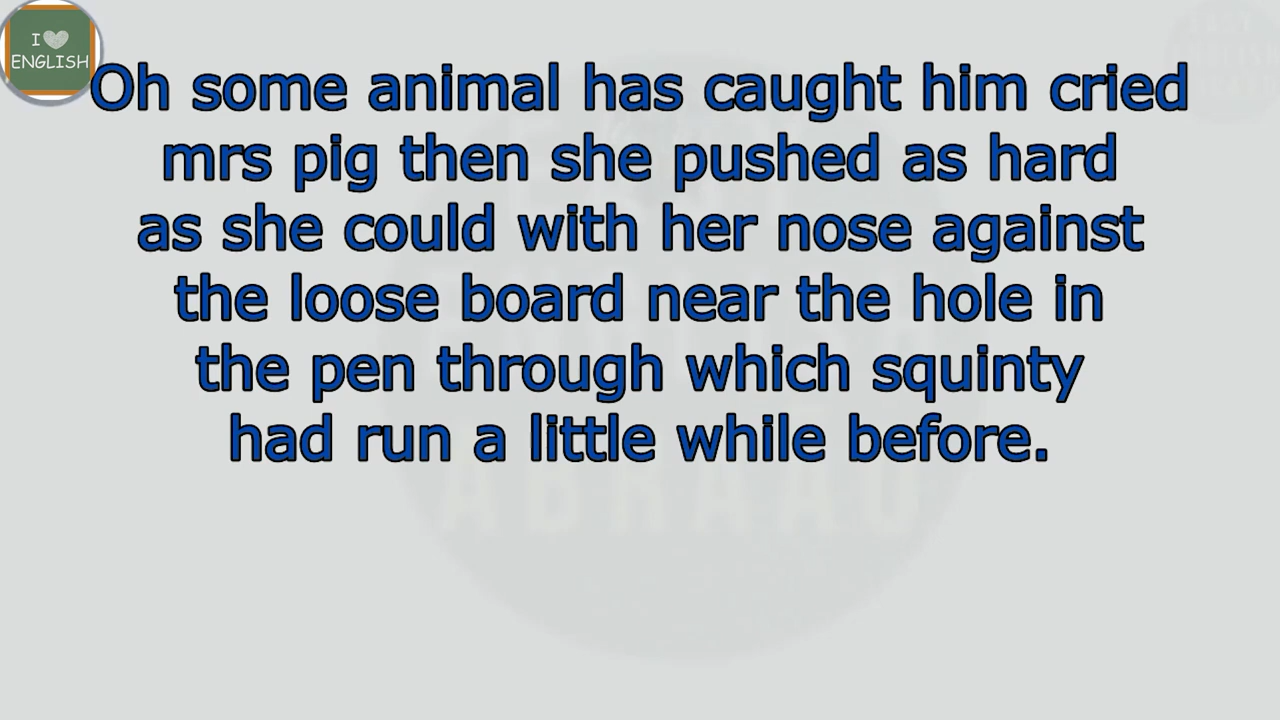 I
ENGLISH
Oh some animal has caught him cried
mrs pig then she pushed as hard
as she could with her nose against
the loose board near the hole in
the pen through which squinty
had run a little while before.
ABRAAO